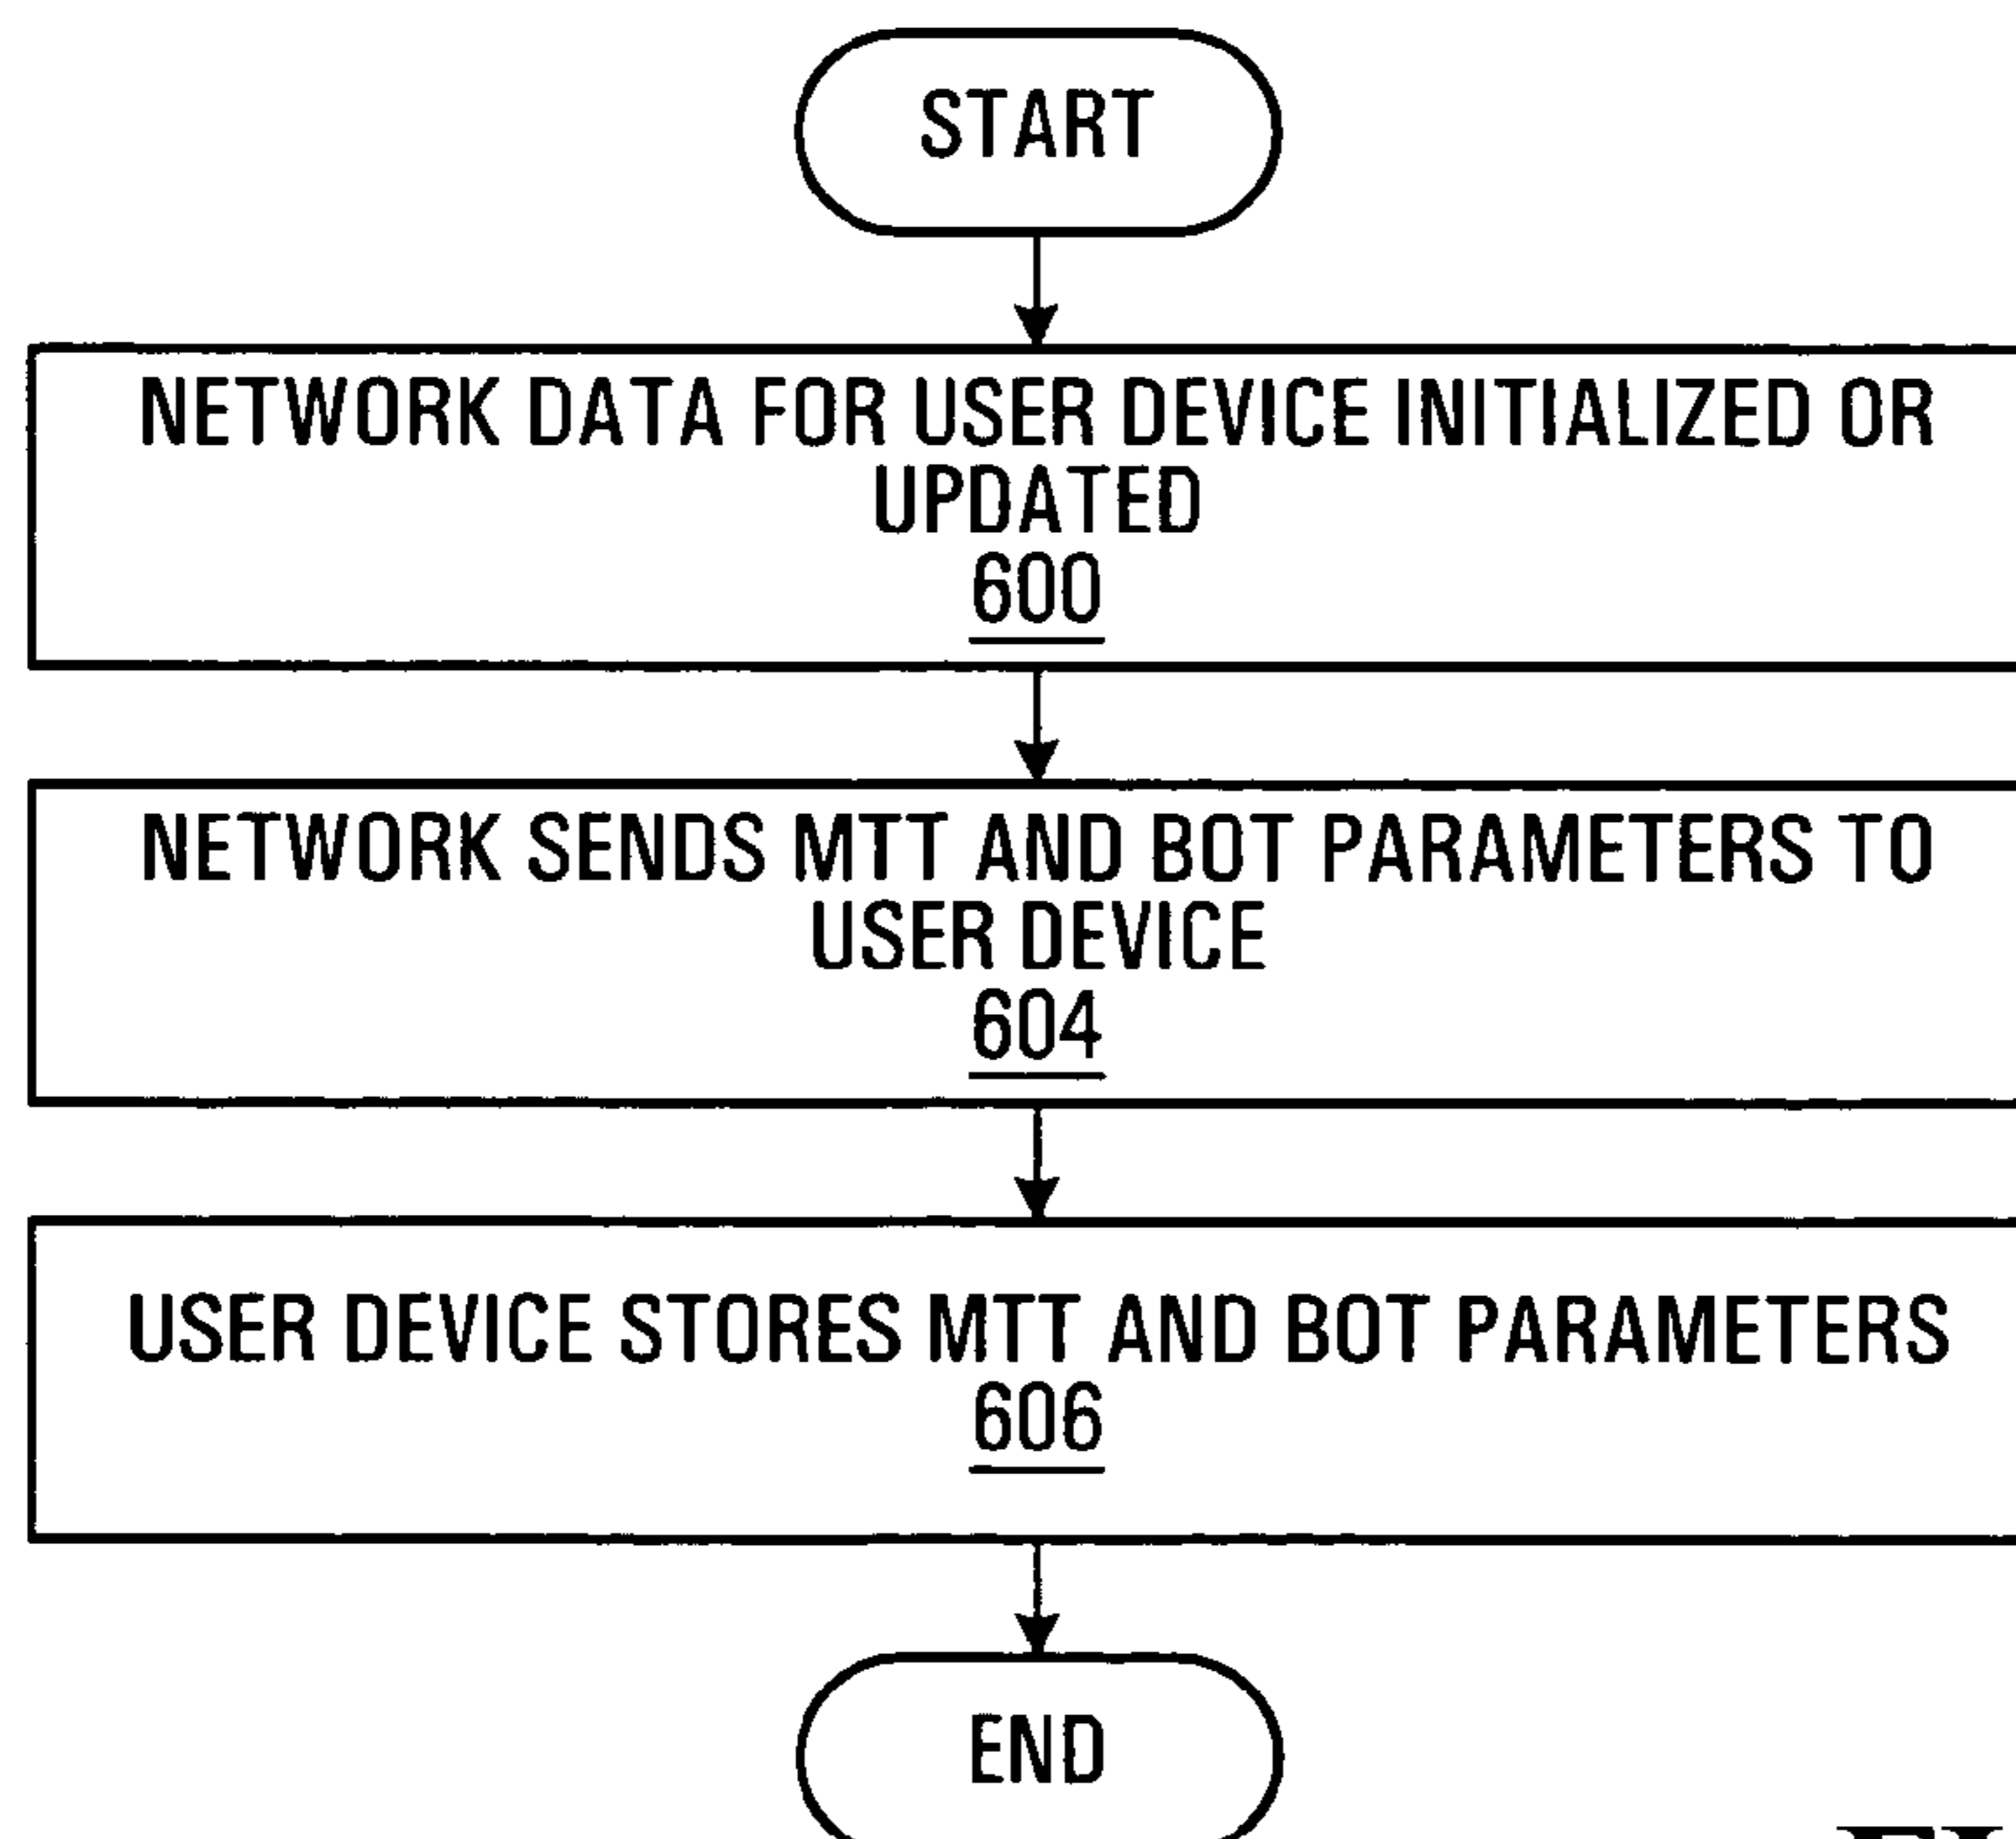 START
NETWORK DATA FOR USER DEVICE INITIALIZED OR
UPDATED
600
NETWORK SENDS MTT AND BOT PARAMETERS TO
USER DEVICE
604
USER DEVICE STORES MTT AND BOT PARAMETERS
606
END